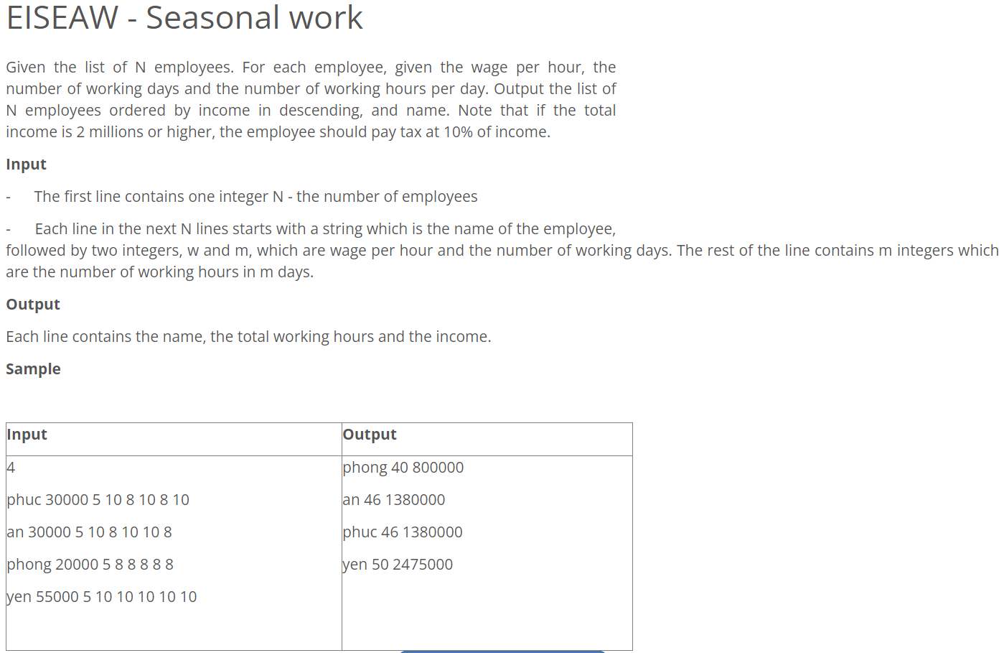 EISEAW - Seasonal work
Given the list of N employees. For each employee, given the wage per hour, the
number of working days and the number of working hours per day. Output the list of
N employees ordered by income in descending, and name. Note that if the total
income is 2 millions or higher, the employee should pay tax at 10% of income.
Input
- The first line contains one integer N - the number of employees
- Each line in the next N lines starts with a string which is the name of the employee,
followed by two integers, w and m, which are wage per hour and the number of working days. The rest of the line contains m integers which
are the number of working hours in m days.
Output
Each line contains the name, the total working hours and the income.
Sample
Input
4
phuc 30000 5 10 8 10 8 10
an 30000 5 10 8 10 10 8
phong 20000 5 8 8 8 8 8
yen 55000 5 10 10 10 10 10
Output
phong 40 800000
an 46 1380000
phuc 46 1380000
yen 50 2475000